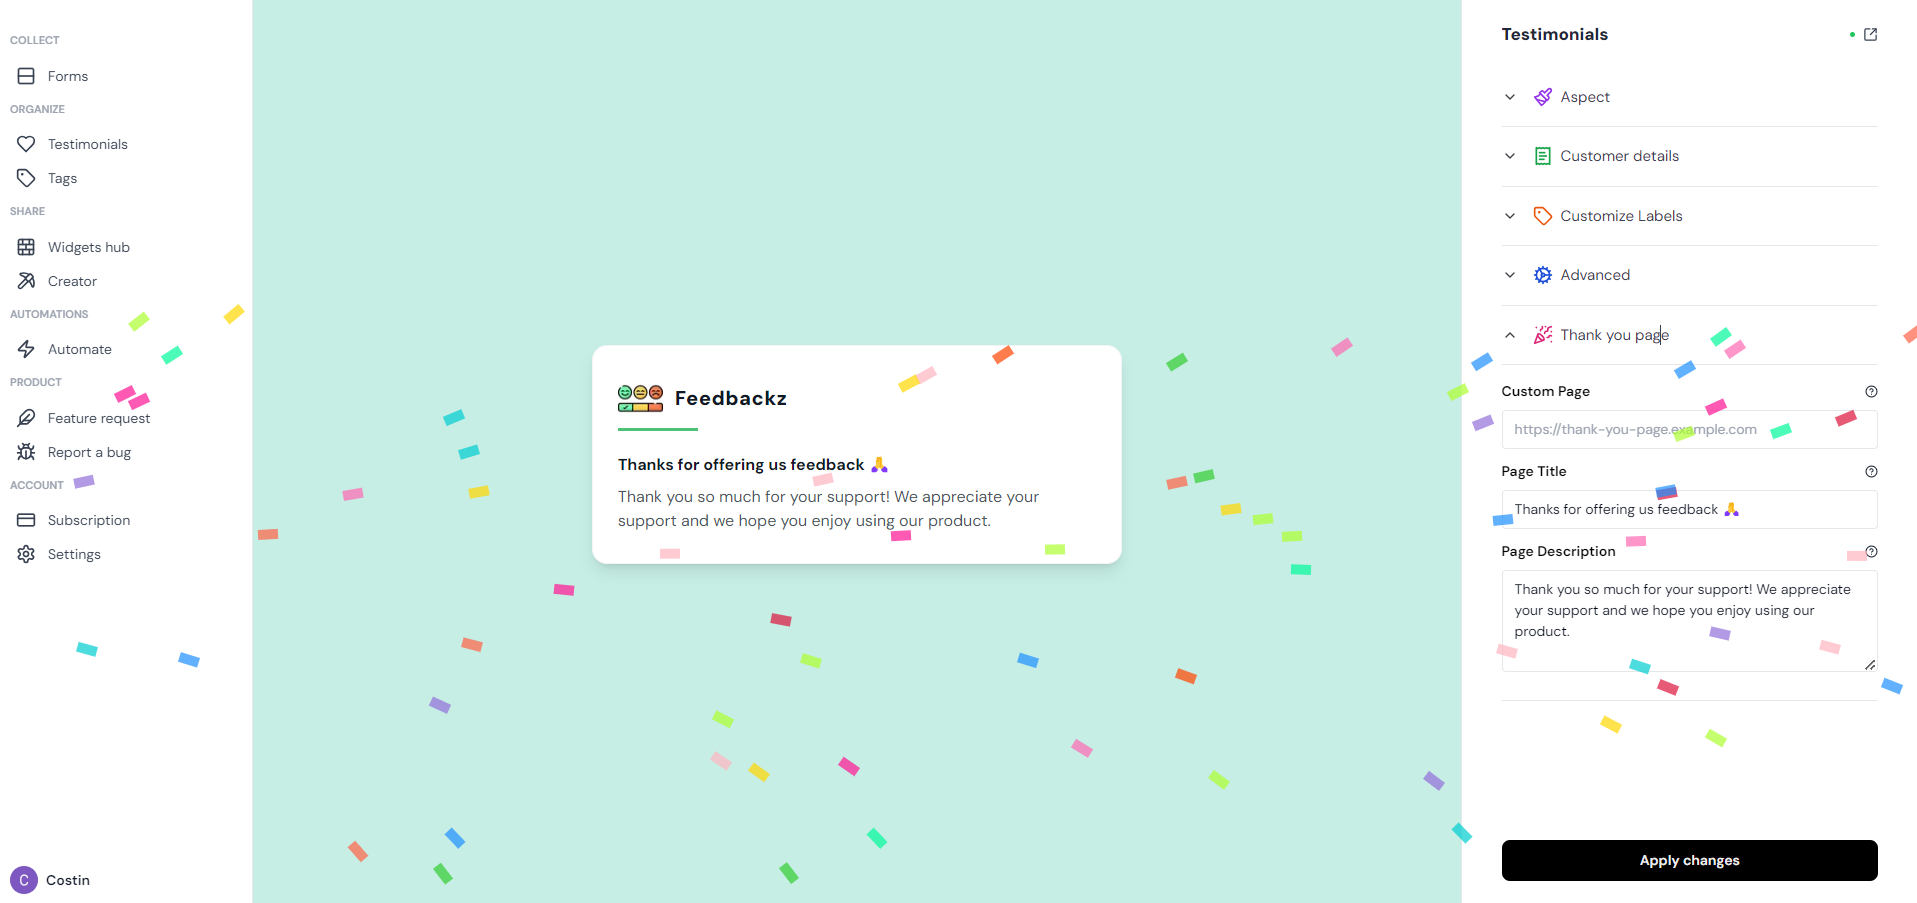 COLLECT
Forms
ORGANIZE
Testimonials
Tags
SHARE
Widgets hub
Creator
AUTOMATIONS
Automate
PRODUCT
Feature request
Report a bug
ACCOUNT
Subscription
Settings
C Costin
Feedbackz
Thanks for offering us feedback 🙏
Thank you so much for your support! We appreciate your
support and we hope you enjoy using our product.
Testimonials
Aspect
Customer details
Customize Labels
Advanced
Thank you page
Custom Page
https://thank-you-page.example.com
Page Title
Thanks for offering us feedback 🙏
Page Description
Thank you so much for your support! We appreciate
your support and we hope you enjoy using our
product.
Apply changes